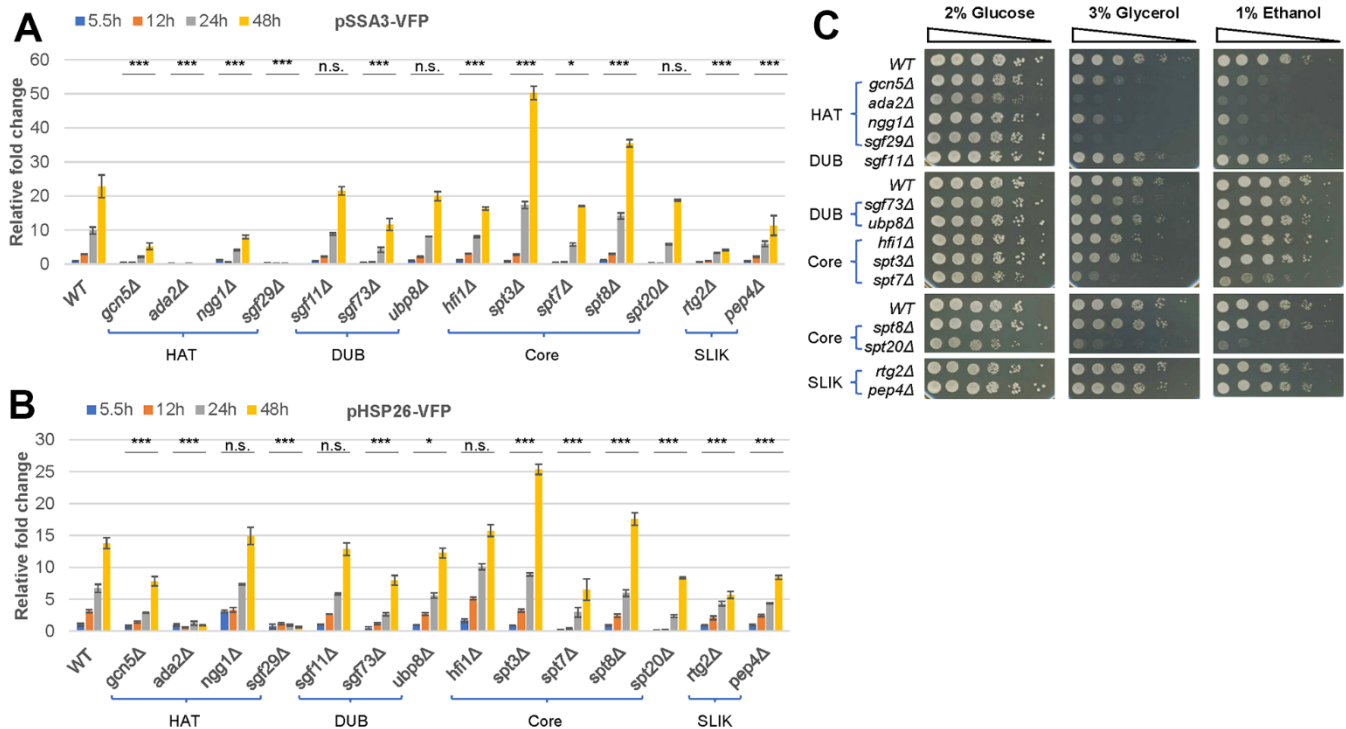 A
5.5h 12h 24h 48h
pSSA3-VFP
Relative fold change
60
50
40
30
20
10
0
*** *** *** *** n.s. *** n.s. *** *** * *** n.s. *** ***
WT gcn5Δ ada2Δ ngg1Δ sgf29Δ sgf11Δ sgf73Δ ubp8Δ hfi1Δ spt3Δ spt7Δ spt8Δ spt20Δ rtg2Δ pep4Δ
HAT DUB Core SLIK
B
5.5h 12h 24h 48h
pHSP26-VFP
Relative fold change
30
25
20
15
10
5
0
*** *** n.s. *** n.s. *** * n.s. *** *** *** *** *** ***
WT gcn5Δ ada2Δ ngg1Δ sgf29Δ sgf11Δ sgf73Δ ubp8Δ hfi1Δ spt3Δ spt7Δ spt8Δ spt20Δ rtg2Δ pep4Δ
HAT DUB Core SLIK
C
2% Glucose 3% Glycerol 1% Ethanol
WT
gcn5Δ
ada2Δ
HAT
ngg1Δ
sgf29Δ
DUB sgf11Δ
WT
sgf73Δ
DUB
ubp8Δ
hfi1Δ
Core spt3Δ
spt7Δ
WT
spt8Δ
Core
spt20Δ
rtg2Δ
SLIK
pep4Δ